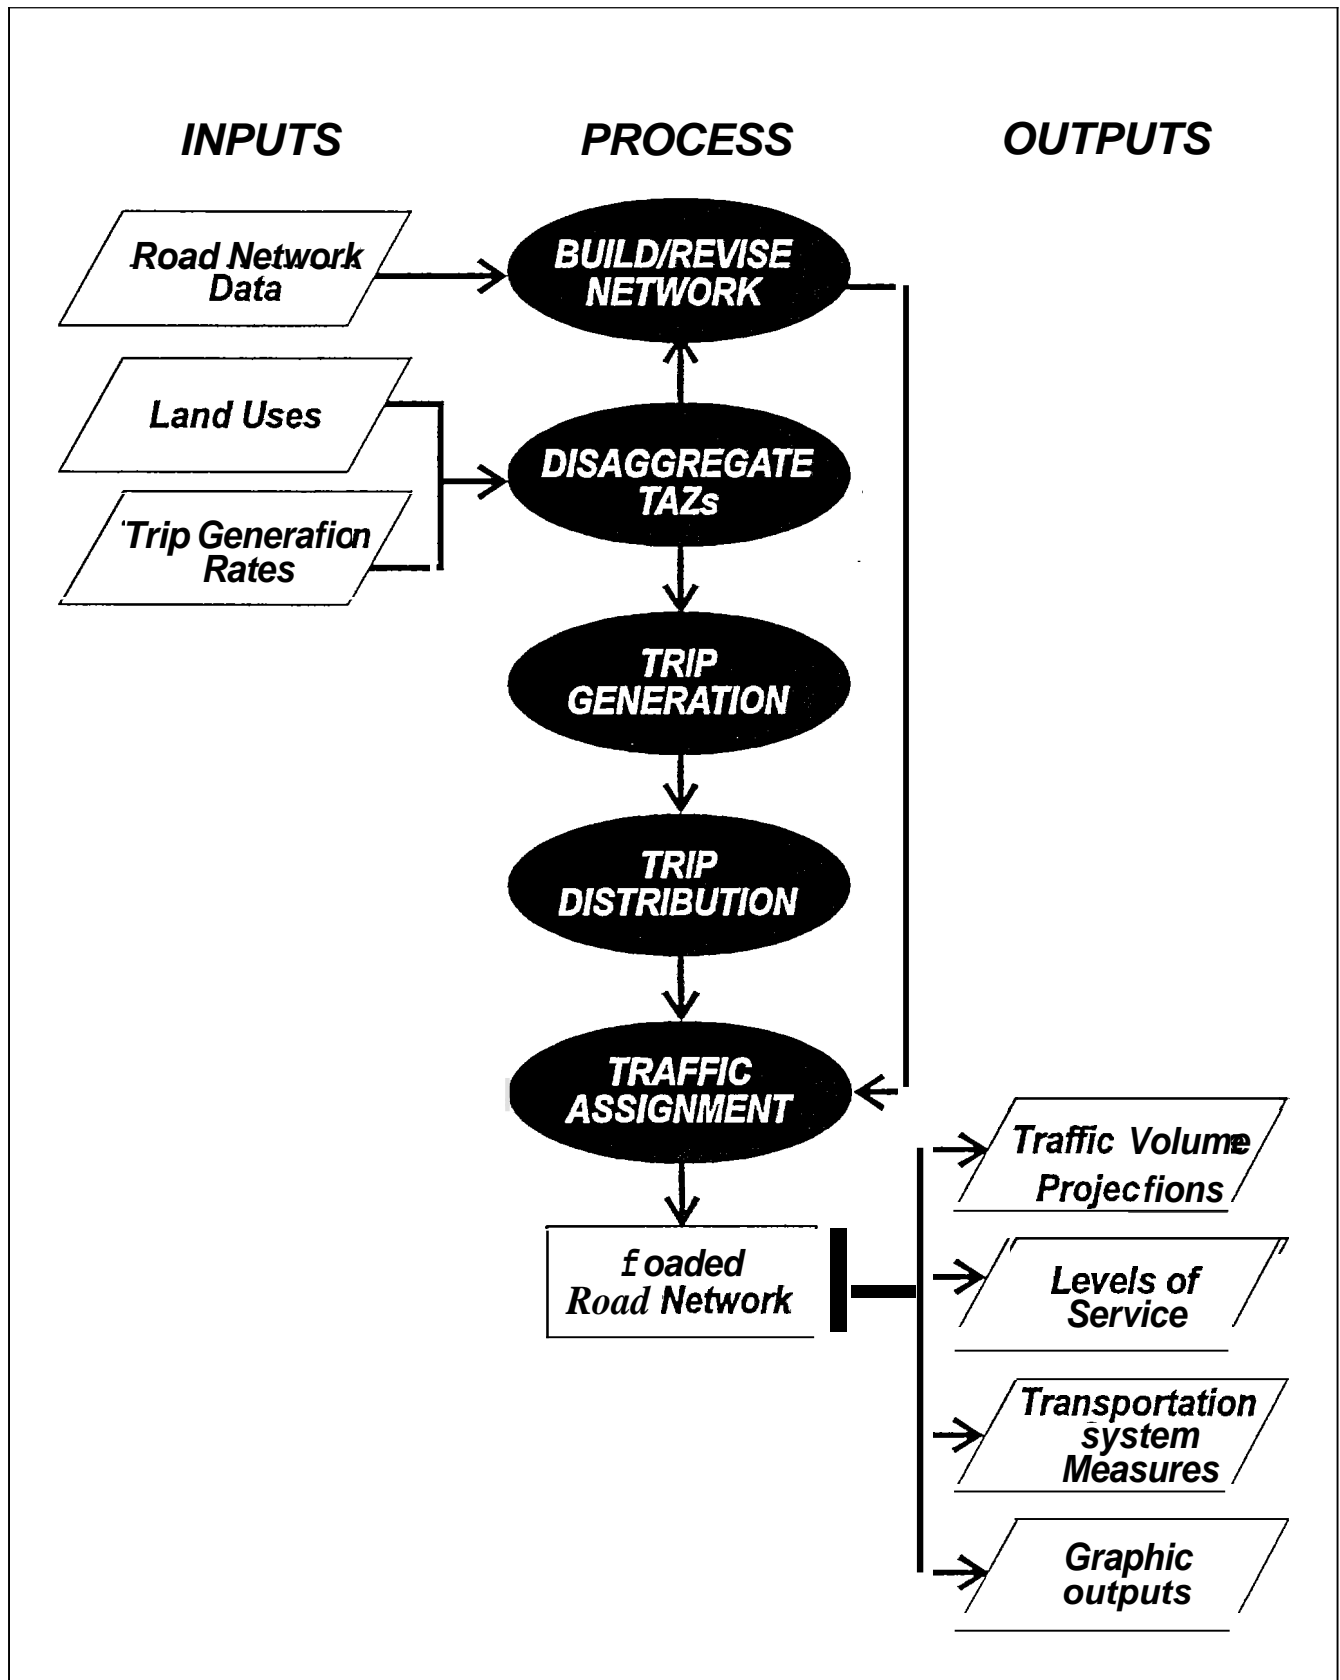 INPUTS
PROCESS
OUTPUTS
Road Network
Data
BUILD/REVISE
NETWORK
Land Uses
DISAGGREGATE
TAZs
Trip Generafion
Rates
TRIP
GENERATION
TRIP
DISTRIBUTION
TRAFFIC
ASSIGNMENT
foaded
Road Network
Traffic Volume
Projecfions
Levels of
Service
Transportation
system
Measures
Graphic
outputs